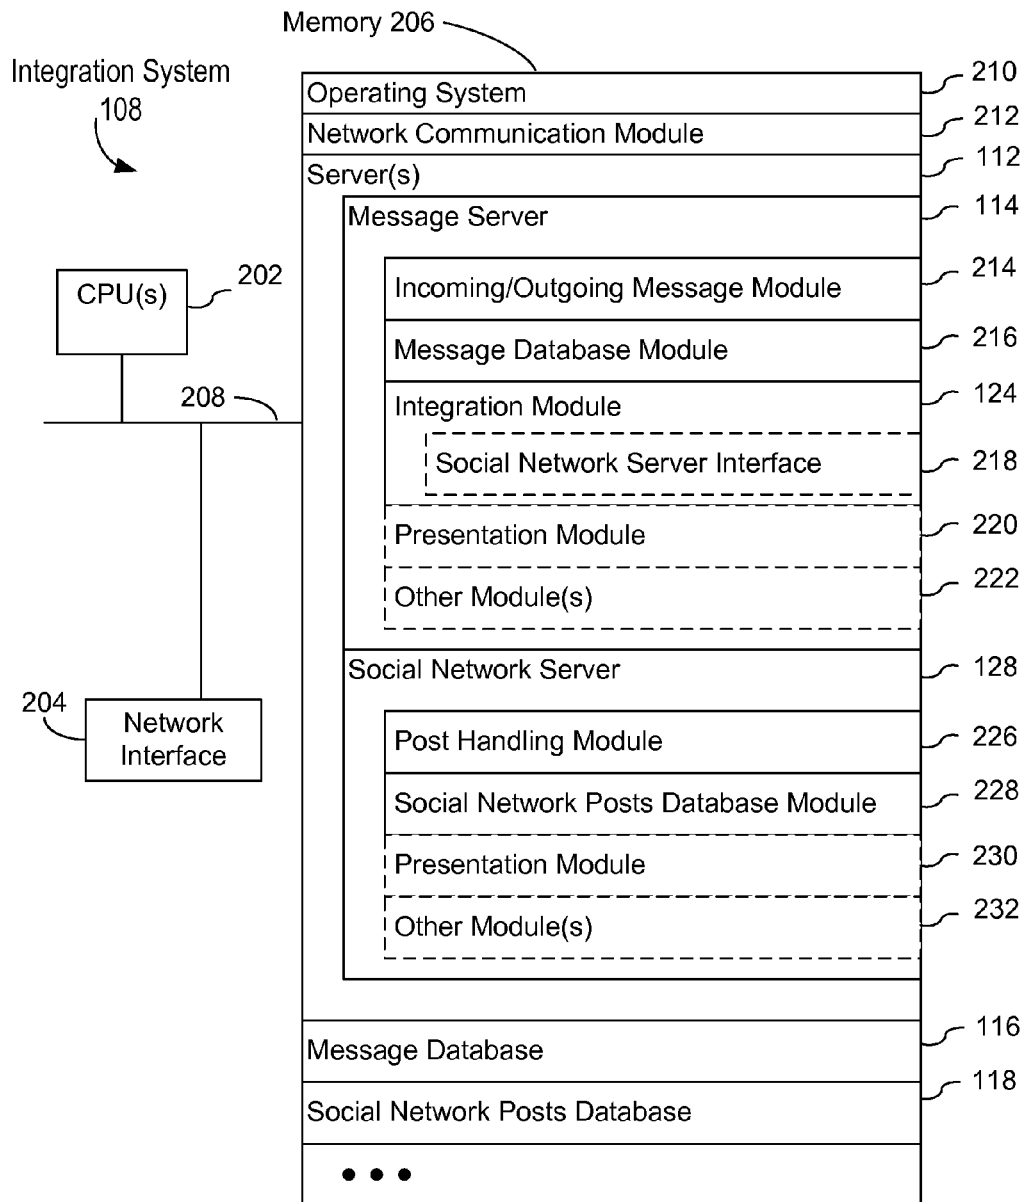 Memory 206
Integration System
108
Operating System
210
Network Communication Module
212
Server(s)
112
Message Server
114
Incoming/Outgoing Message Module
214
CPU(s)
202
Message Database Module
216
208
Integration Module
124
Social Network Server Interface
218
Presentation Module
220
Other Module(s)
222
Social Network Server
128
204
Network
Interface
Post Handling Module
226
Social Network Posts Database Module
228
Presentation Module
230
Other Module(s)
232
Message Database
116
Social Network Posts Database
118